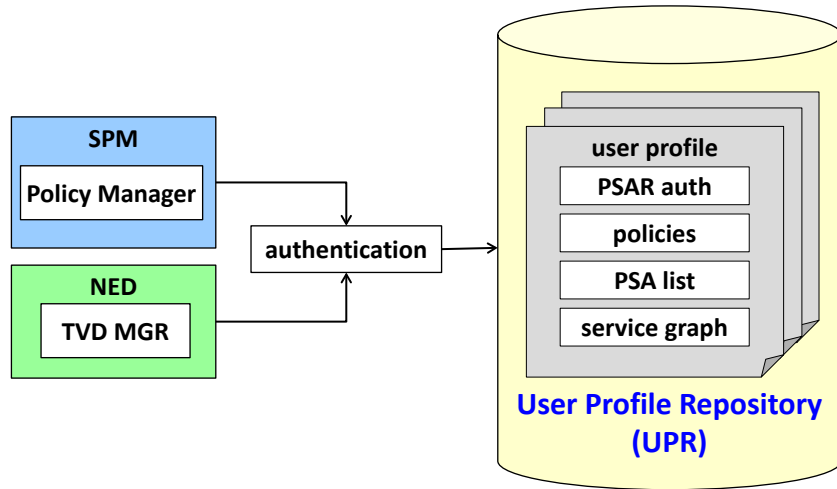 SPM
Policy Manager
NED
TVD MGR
authentication
user profile
PSAR auth
policies
PSA list
service graph
User Profile Repository
(UPR)